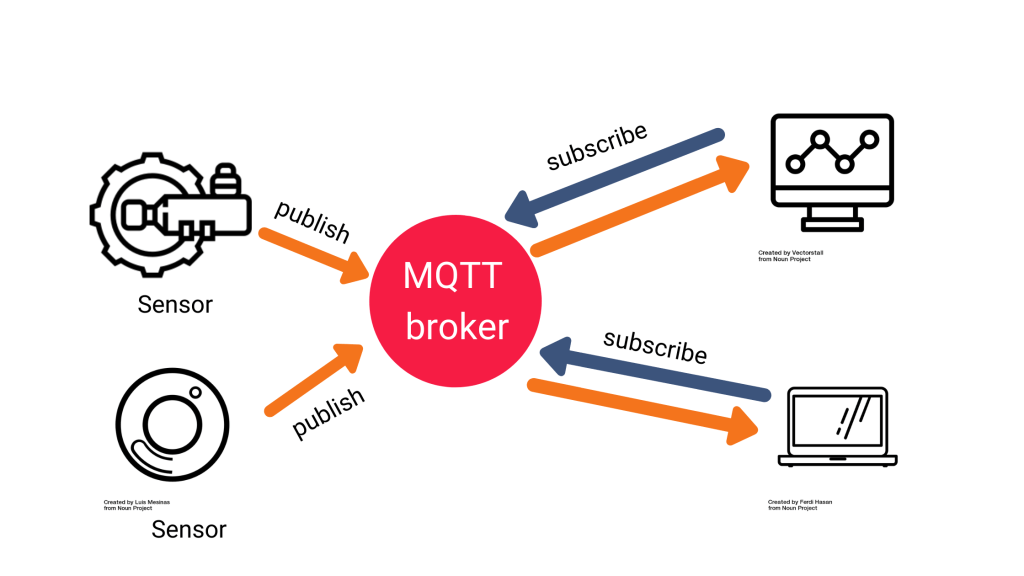 subscribe
publish
Created by Vectorstall
from Noun Project
MQTT
broker
Sensor
subscribe
publish
Created by Luis Mesinas
from Noun Project
Created by Ferdi Hasan
from Noun Project
Sensor